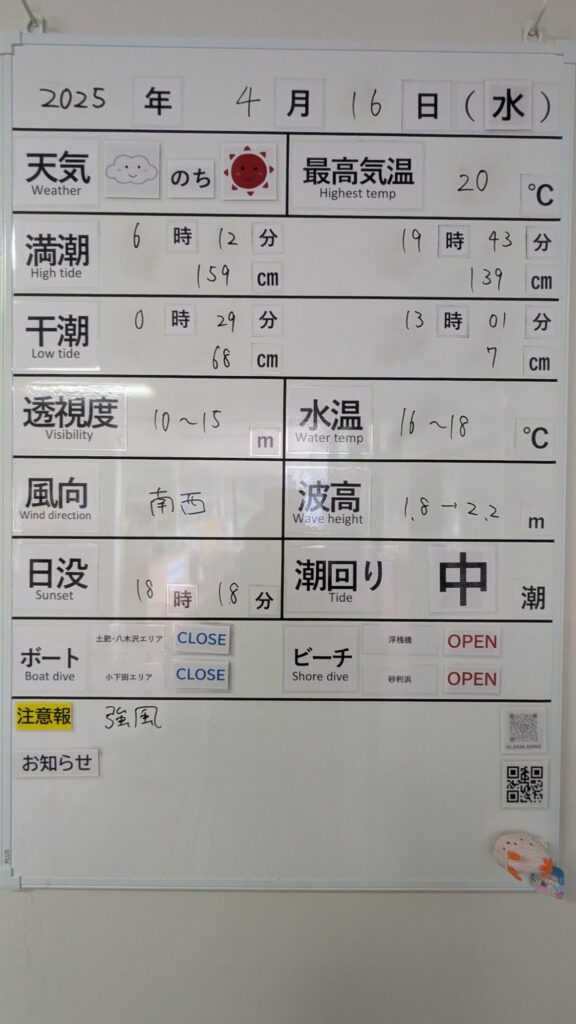 2025 年 4 月 16 日 (水)
天気 のち 最高気温 20 ℃
Weather Highest temp
満潮 6 時 12 分 19 時 43 分
High tide 159 cm 139 cm
干潮 0 時 29 分 13 時 01 分
Low tide 68 cm 7 cm
透視度 10～15 m 水温 16～18 ℃
Visibility Water temp
風向 南西 波高 1.8→2.2 m
Wind direction Wave height
日没 18 時 18 分 潮回り 中 潮
Sunset Tide
ボート 土肥・八木沢エリア CLOSE ビーチ 浮桟橋 OPEN
Boat dive 小下田エリア CLOSE Shore dive 砂利浜 OPEN
注意報 強風
お知らせ
PLUS